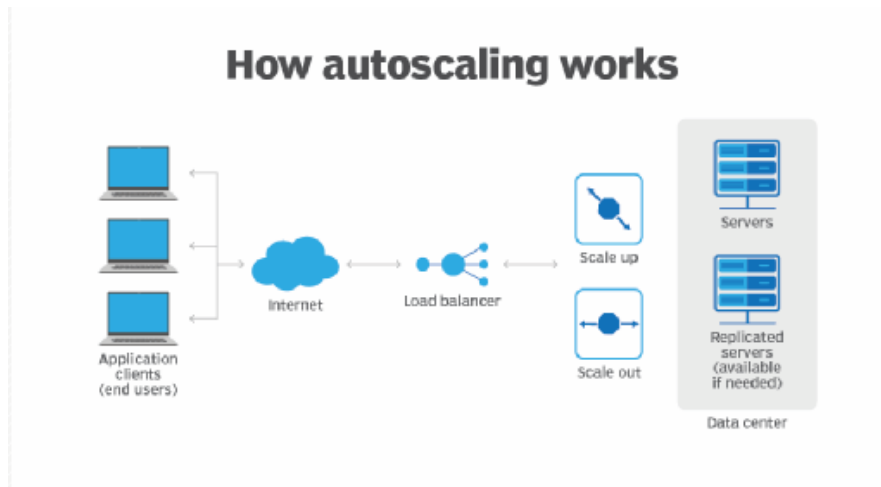 How autoscaling works
Application
clients
(end users)
Internet
Load balancer
Scale up
Scale out
Servers
Replicated
servers
(available
if needed)
Data center